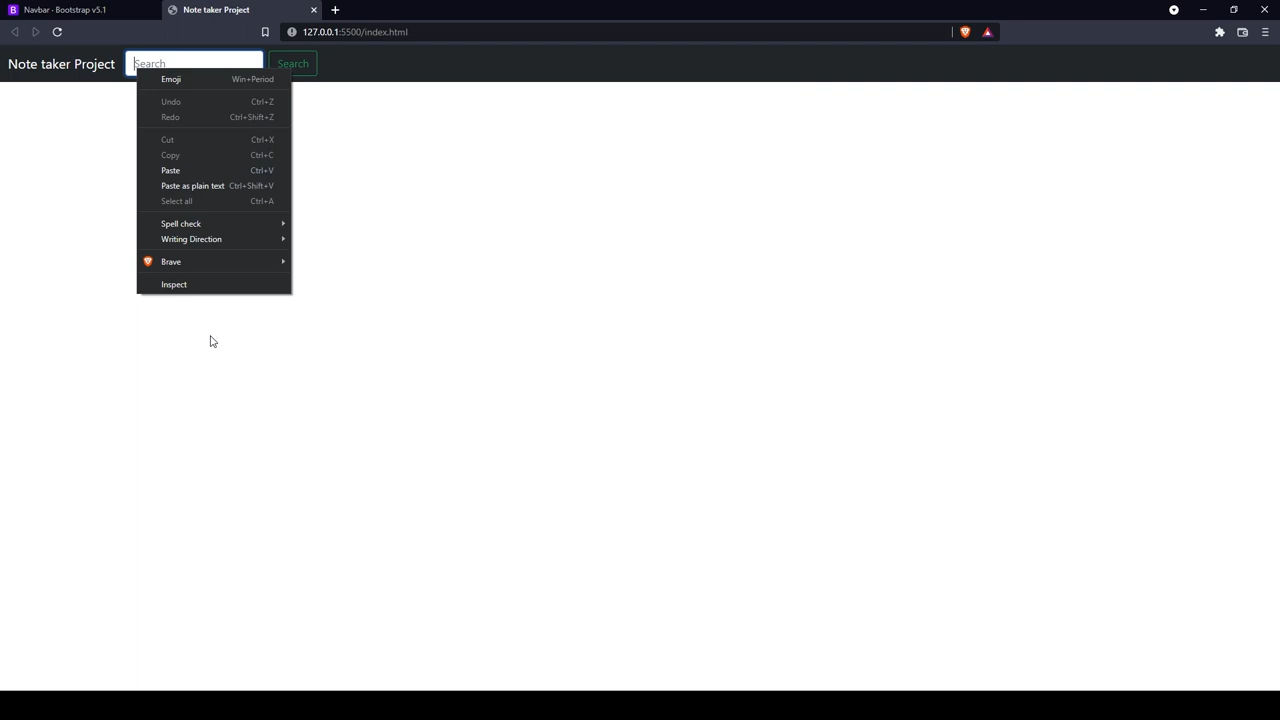 Navbar · Bootstrap v5.1
Note taker Project
127.0.0.1:5500/index.html
Note taker Project
Search
Search
Emoji Win+Period
Undo Ctrl+Z
Redo Ctrl+Shift+Z
Cut Ctrl+X
Copy Ctrl+C
Paste Ctrl+V
Paste as plain text Ctrl+Shift+V
Select all Ctrl+A
Spell check
Writing Direction
Brave
Inspect